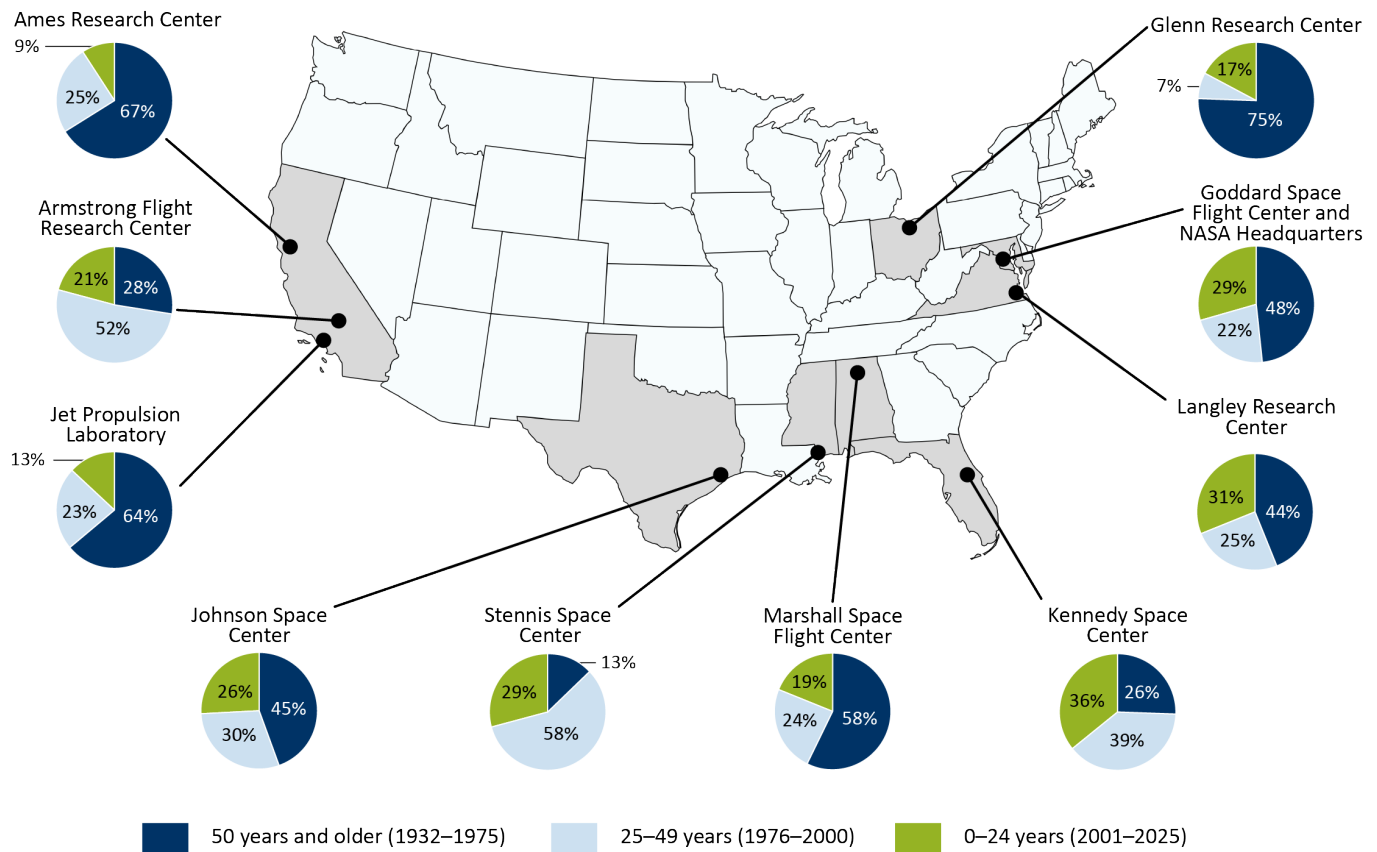 Ames Research Center
9%
25%
67%
Armstrong Flight
Research Center
21%
28%
52%
Jet Propulsion
Laboratory
13%
23%
64%
Johnson Space
Center
26%
45%
30%
Stennis Space
Center
13%
29%
58%
Marshall Space
Flight Center
19%
24%
58%
Kennedy Space
Center
26%
36%
39%
Glenn Research Center
17%
7%
75%
Goddard Space
Flight Center and
NASA Headquarters
29%
48%
22%
Langley Research
Center
31%
44%
25%
50 years and older (1932–1975)
25–49 years (1976–2000)
0–24 years (2001–2025)